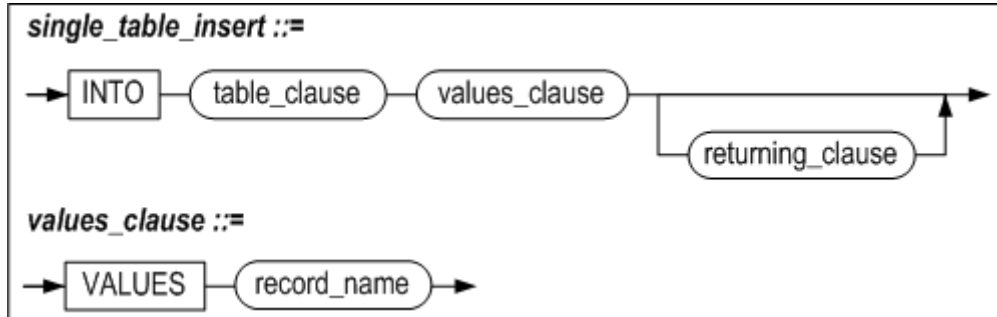 single_table_insert ::=
INTO table_clause values_clause
returning_clause
values_clause ::=
VALUES record_name